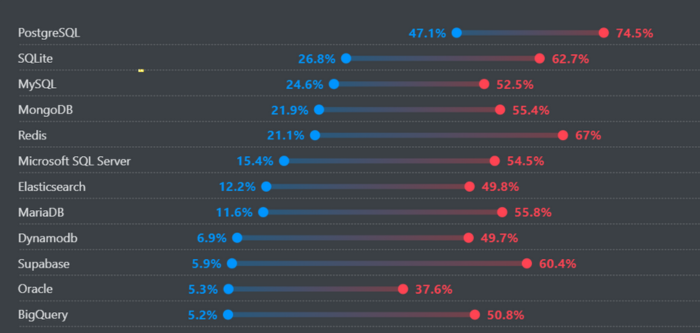 PostgreSQL 47.1% 74.5%
SQLite 26.8% 62.7%
MySQL 24.6% 52.5%
MongoDB 21.9% 55.4%
Redis 21.1% 67%
Microsoft SQL Server 15.4% 54.5%
Elasticsearch 12.2% 49.8%
MariaDB 11.6% 55.8%
Dynamodb 6.9% 49.7%
Supabase 5.9% 60.4%
Oracle 5.3% 37.6%
BigQuery 5.2% 50.8%